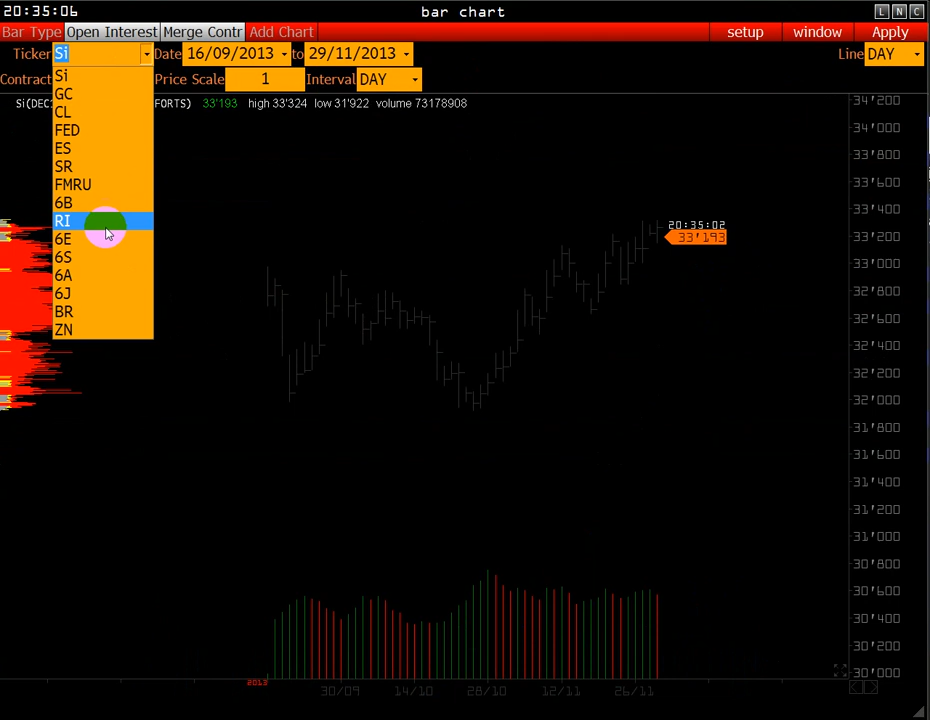 20:35:06 bar chart L N C
Bar Type Open Interest Merge Contr Add Chart setup window Apply
Ticker Si Date 16/09/2013 to 29/11/2013 Line DAY
Contract Price Scale 1 Interval DAY
Si(DEC FORTS) 33'193 high 33'324 low 31'922 volume 73178908
Si
GC
CL
FED
ES
SR
FMRU
6B
RI
6E
6S
6A
6J
BR
ZN
20:35:02
33'193
34'200
34'000
33'800
33'600
33'400
33'200
33'000
32'800
32'600
32'400
32'200
32'000
31'800
31'600
31'400
31'200
31'000
30'800
30'600
30'400
30'200
30'000
2013 30/09 14/10 28/10 12/11 26/11